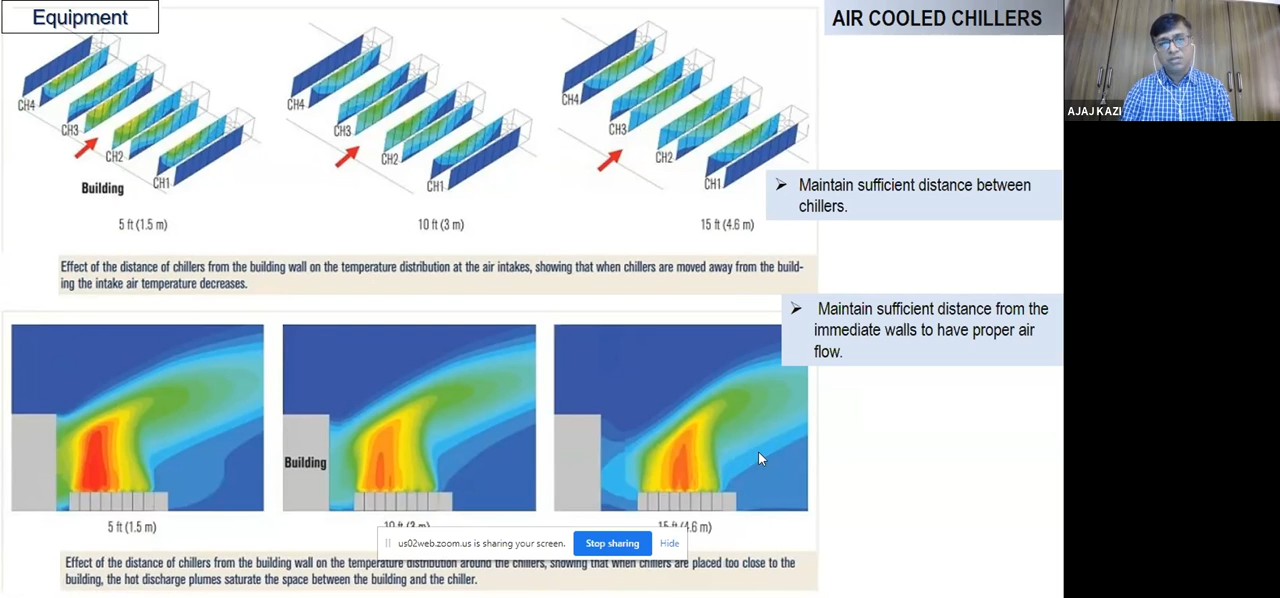 Equipment
AIR COOLED CHILLERS
AJAJ KAZI
CH4
CH3
CH2
CH1
Building
5 ft (1.5 m)
CH4
CH3
CH2
CH1
10 ft (3 m)
CH4
CH3
CH2
CH1
15 ft (4.6 m)
➢ Maintain sufficient distance between
chillers.
Effect of the distance of chillers from the building wall on the temperature distribution at the air intakes, showing that when chillers are moved away from the build-
ing the intake air temperature decreases.
➢ Maintain sufficient distance from the
immediate walls to have proper air
flow.
Building
5 ft (1.5 m)
10 ft (3 m)
15 ft (4.6 m)
us02web.zoom.us is sharing your screen.
Stop sharing
Hide
Effect of the distance of chillers from the building wall on the temperature distribution around the chillers, showing that when chillers are placed too close to the
building, the hot discharge plumes saturate the space between the building and the chiller.